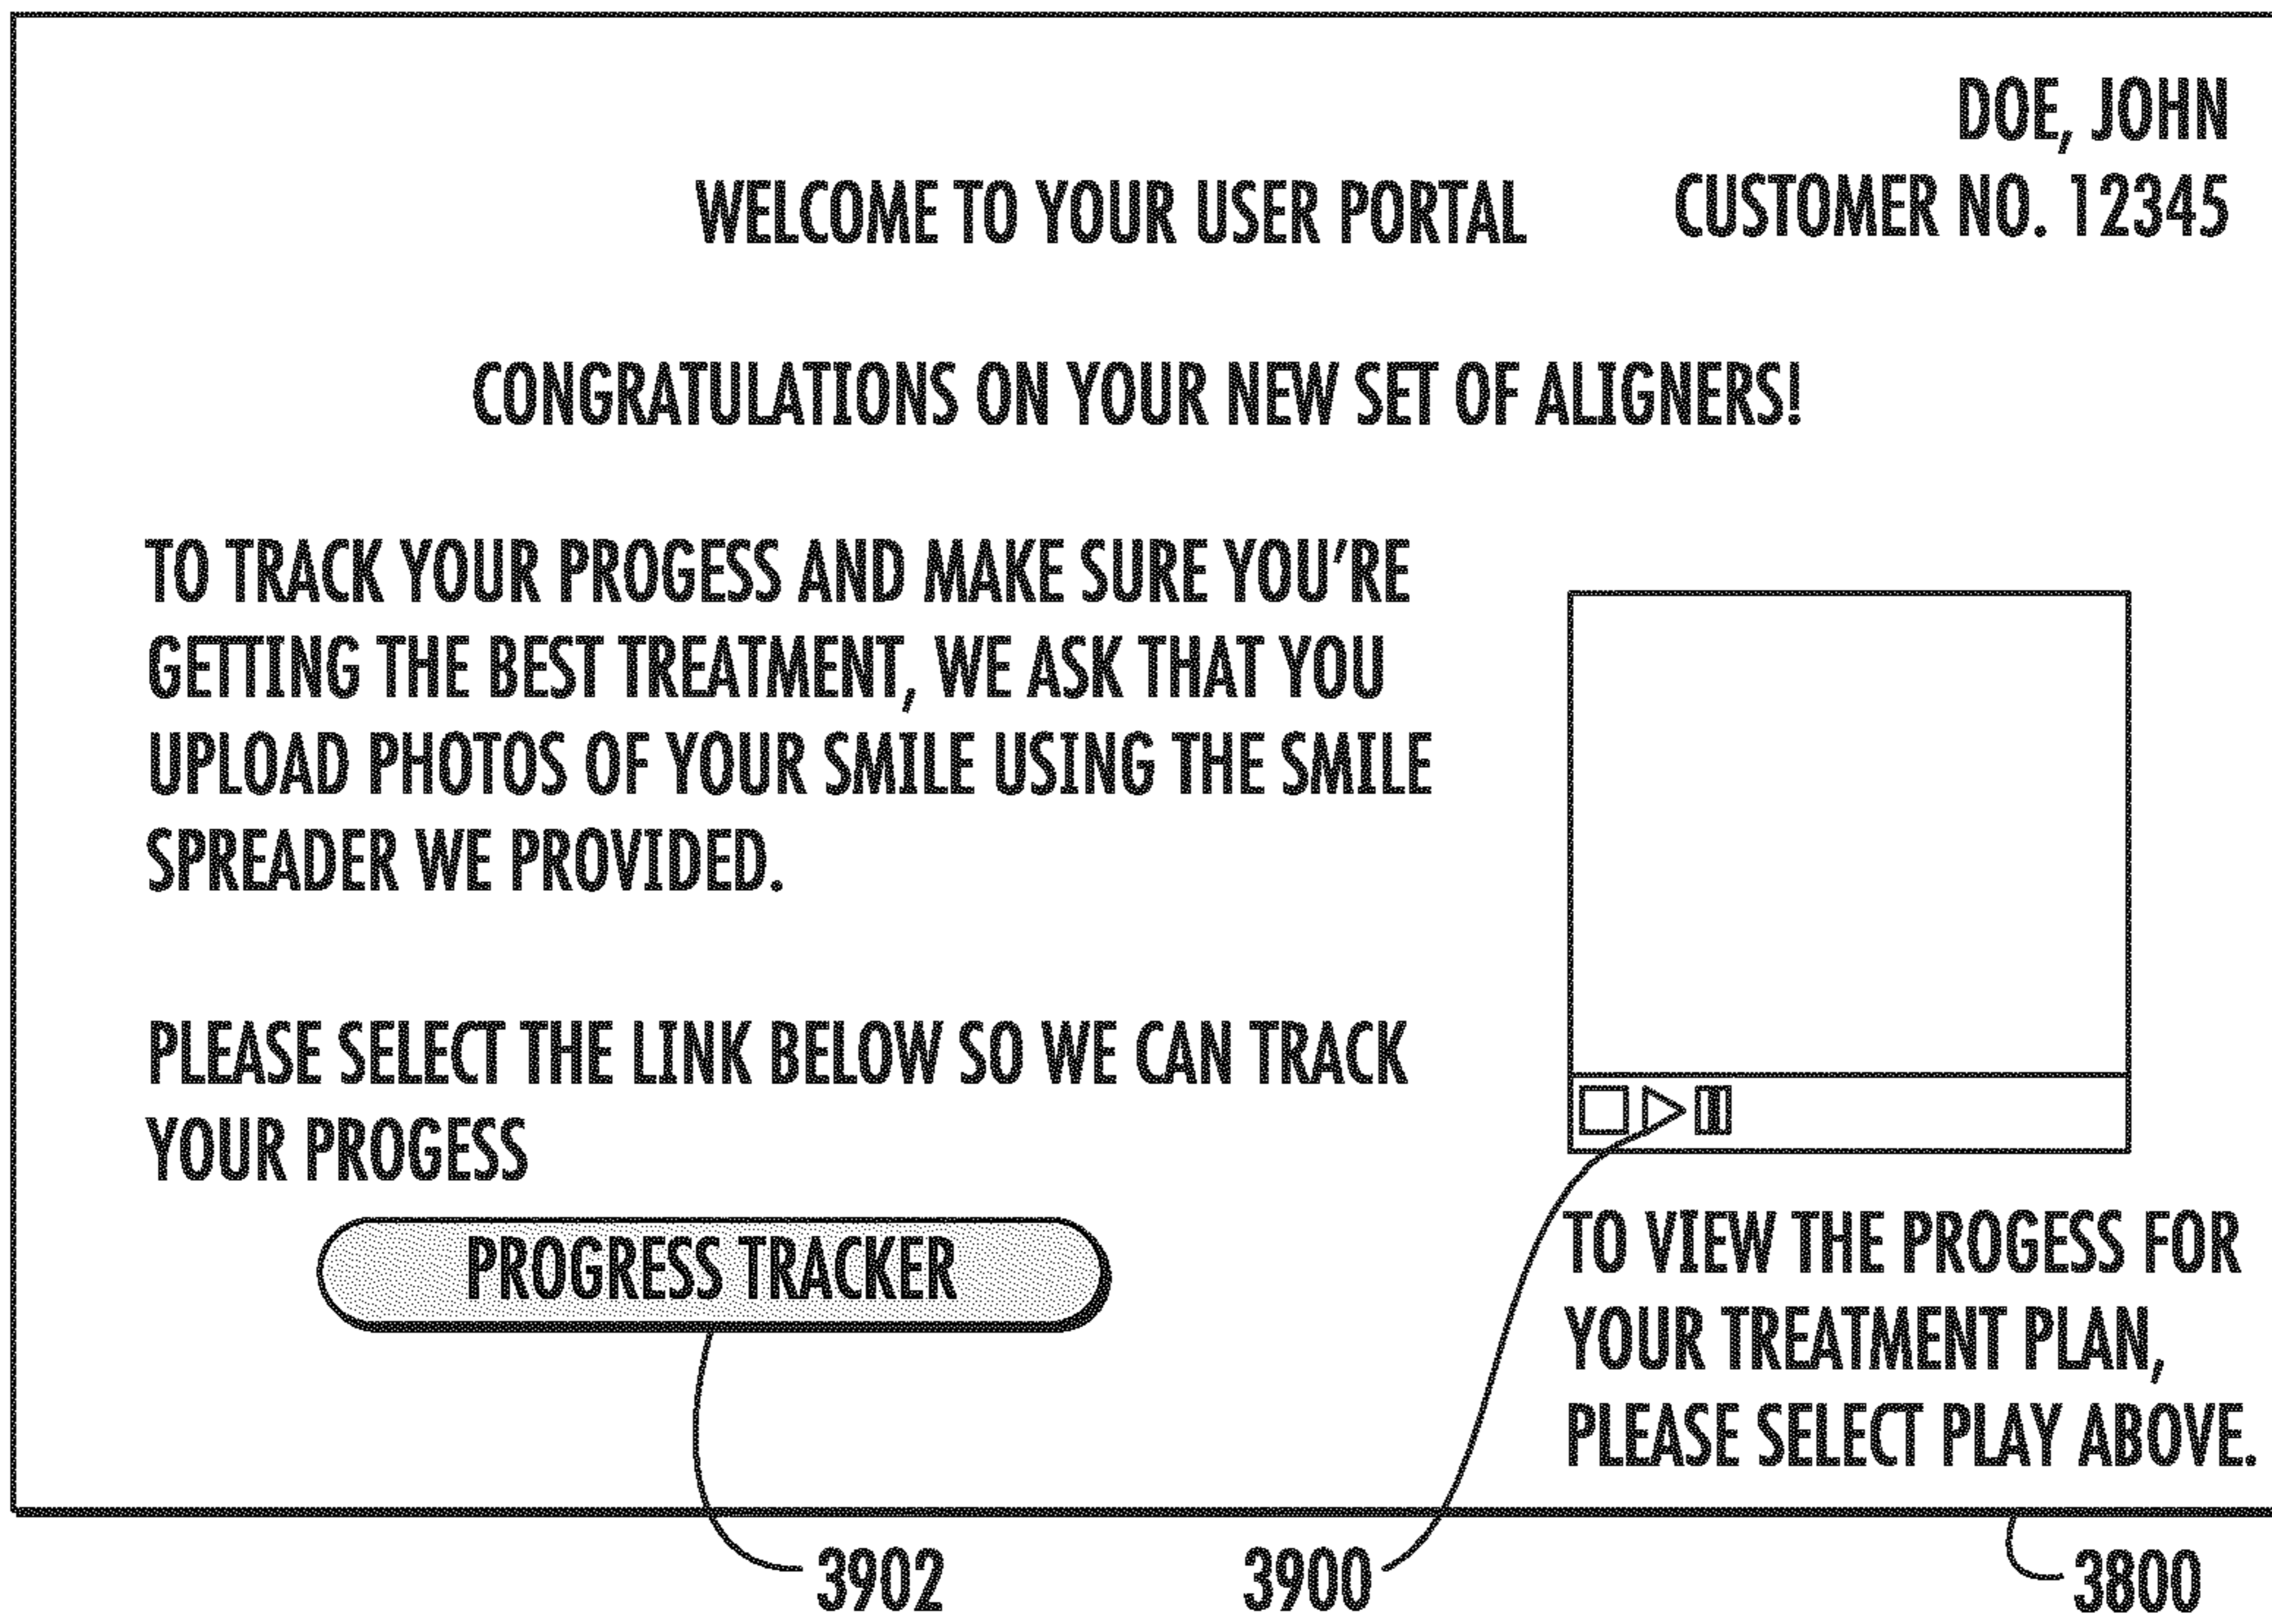 DOE, JOHN
CUSTOMER NO. 12345
WELCOME TO YOUR USER PORTAL
CONGRATULATIONS ON YOUR NEW SET OF ALIGNERS!
TO TRACK YOUR PROGESS AND MAKE SURE YOU'RE
GETTING THE BEST TREATMENT, WE ASK THAT YOU
UPLOAD PHOTOS OF YOUR SMILE USING THE SMILE
SPREADER WE PROVIDED.
PLEASE SELECT THE LINK BELOW SO WE CAN TRACK
YOUR PROGESS
PROGRESS TRACKER
TO VIEW THE PROGESS FOR
YOUR TREATMENT PLAN,
PLEASE SELECT PLAY ABOVE.
3902
3900
3800